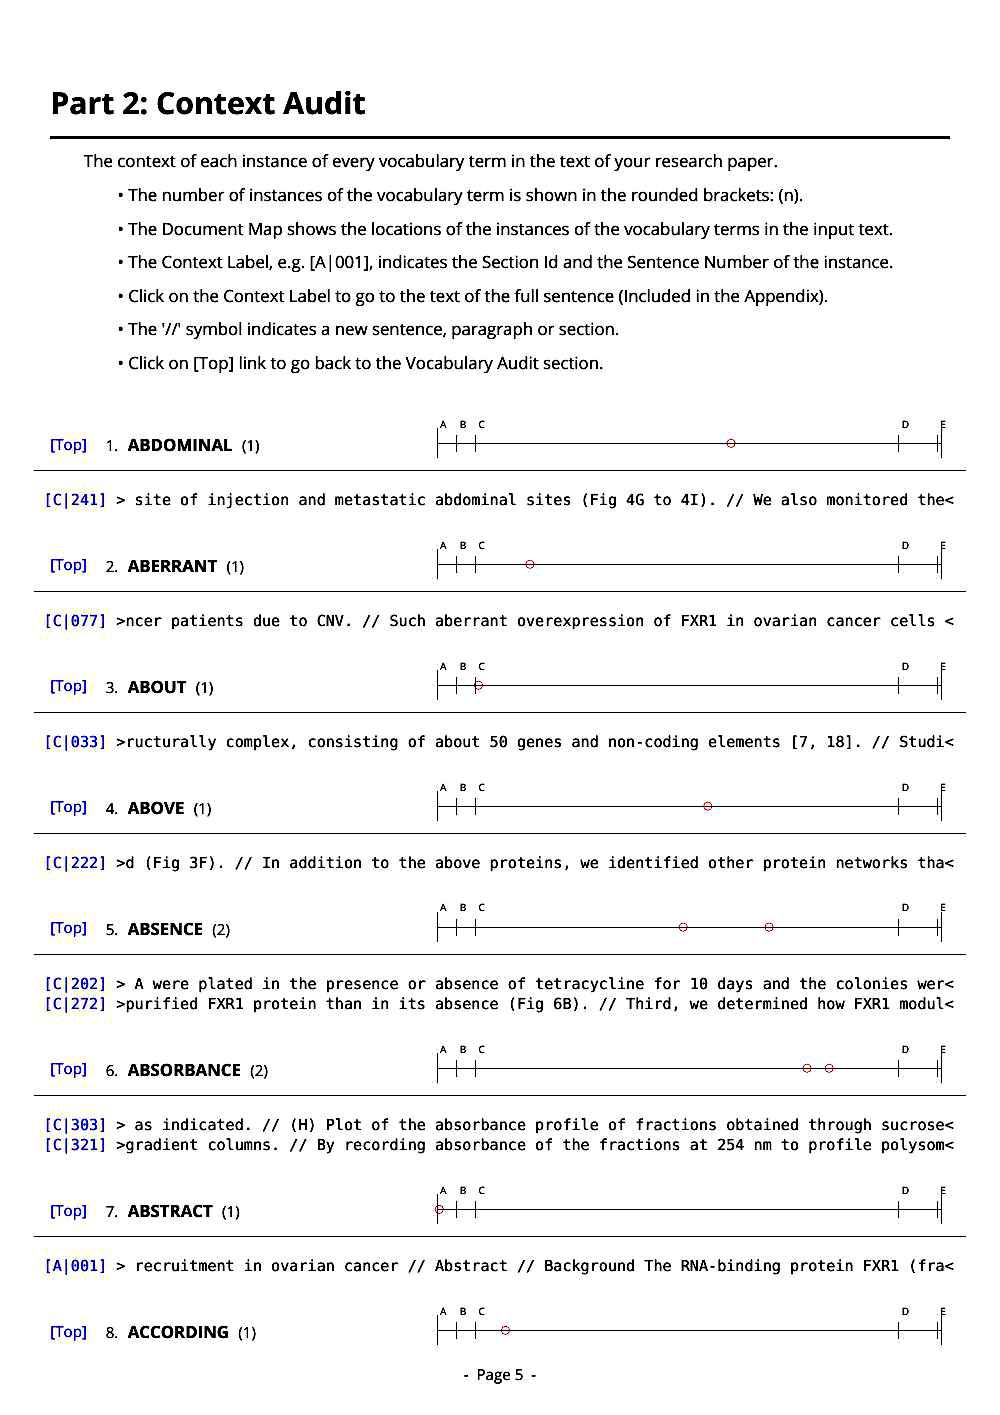 Part 2: Context Audit
The context of each instance of every vocabulary term in the text of your research paper.
• The number of instances of the vocabulary term is shown in the rounded brackets: (n).
• The Document Map shows the locations of the instances of the vocabulary terms in the input text.
• The Context Label, e.g. [A|001], indicates the Section Id and the Sentence Number of the instance.
• Click on the Context Label to go to the text of the full sentence (Included in the Appendix).
• The '//' symbol indicates a new sentence, paragraph or section.
• Click on [Top] link to go back to the Vocabulary Audit section.
A B C D E
[Top] 1. ABDOMINAL (1)
[C|241] > site of injection and metastatic abdominal sites (Fig 4G to 4I). // We also monitored the<
A B C D E
[Top] 2. ABERRANT (1)
[C|077] >ncer patients due to CNV. // Such aberrant overexpression of FXR1 in ovarian cancer cells <
A B C D E
[Top] 3. ABOUT (1)
[C|033] >ructurally complex, consisting of about 50 genes and non-coding elements [7, 18]. // Studi<
A B C D E
[Top] 4. ABOVE (1)
[C|222] >d (Fig 3F). // In addition to the above proteins, we identified other protein networks tha<
A B C D E
[Top] 5. ABSENCE (2)
[C|202] > A were plated in the presence or absence of tetracycline for 10 days and the colonies wer<
[C|272] >purified FXR1 protein than in its absence (Fig 6B). // Third, we determined how FXR1 modul<
A B C D E
[Top] 6. ABSORBANCE (2)
[C|303] > as indicated. // (H) Plot of the absorbance profile of fractions obtained through sucrose<
[C|321] >gradient columns. // By recording absorbance of the fractions at 254 nm to profile polysom<
A B C D E
[Top] 7. ABSTRACT (1)
[A|001] > recruitment in ovarian cancer // Abstract // Background The RNA-binding protein FXR1 (fra<
A B C D E
[Top] 8. ACCORDING (1)
- Page 5 -